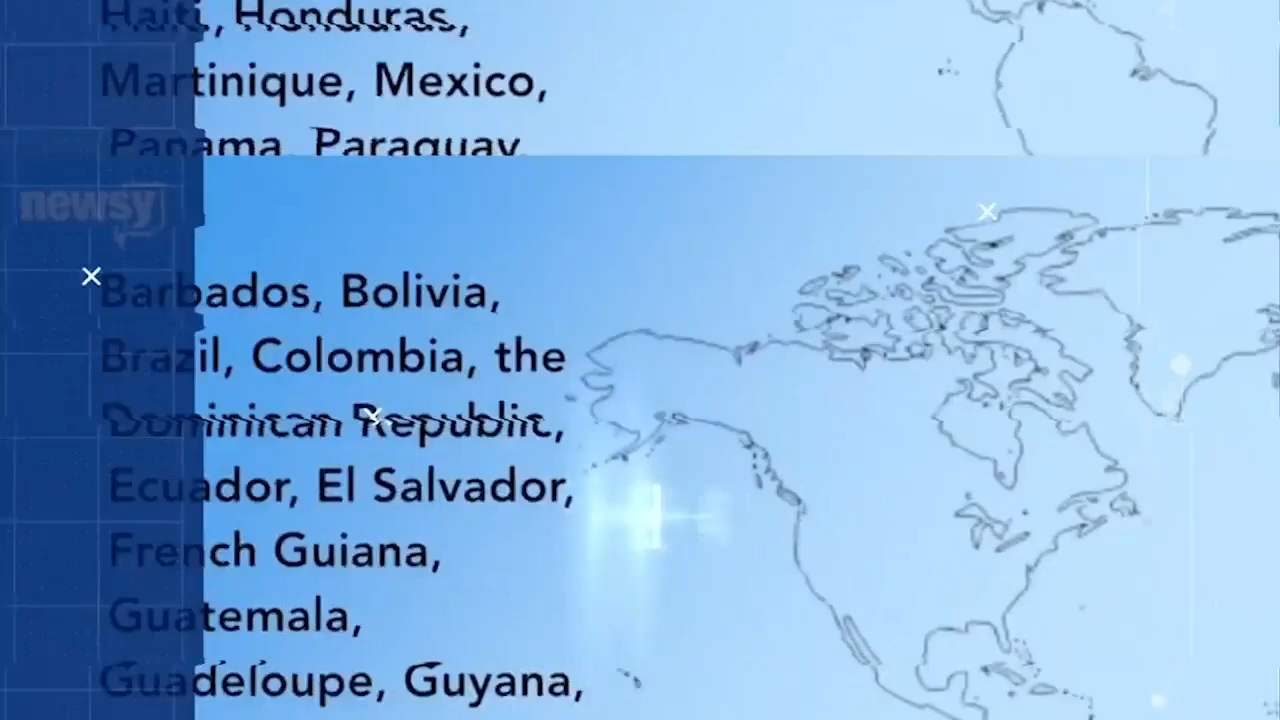 Haiti, Honduras,
Martinique, Mexico,
Panama, Paraguay,
newsy
Barbados, Bolivia,
Brazil, Colombia, the
Dominican Republic,
Ecuador, El Salvador,
French Guiana,
Guatemala,
Guadeloupe, Guyana,